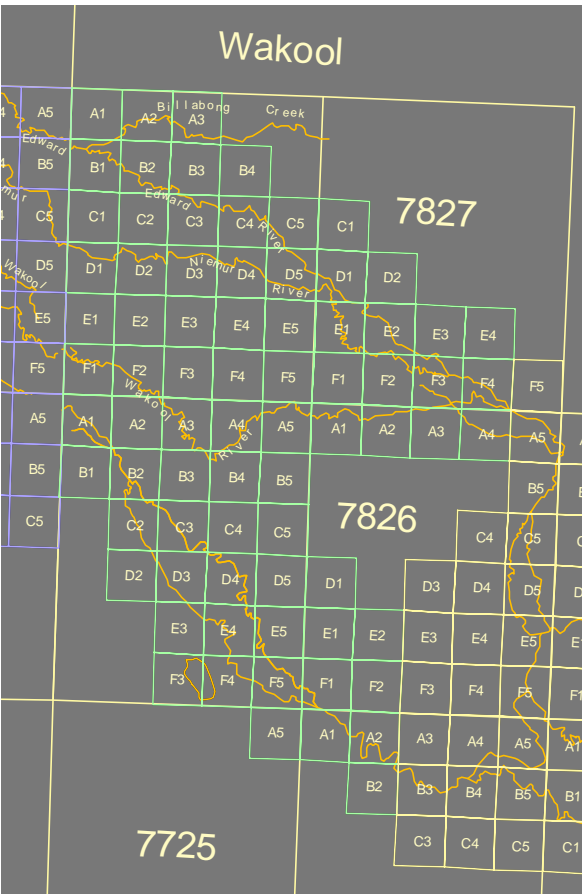 Wakool
4 A5 A1 A2 A3
Billabong Creek
Edward
4 B5 B1 B2 B3 B4
mur
Edward
River
7827
4 C5 C1 C2 C3 C4 C5 C1
Wakool
D5 D1 D2 D3 D4 D5 D1 D2
Niemur
River
E5 E1 E2 E3 E4 E5 E1 E2 E3 E4
F5 F1 F2 F3 F4 F5 F1 F2 F3 F4 F5
Wakool
River
A5 A1 A2 A3 A4 A5 A1 A2 A3 A4 A5 A
B5 B1 B2 B3 B4 B5 B5 B
7826
C5 C2 C3 C4 C5 C4 C5 C
D2 D3 D4 D5 D1 D3 D4 D5 D
E3 E4 E5 E1 E2 E3 E4 E5 E1
F3 F4 F5 F1 F2 F3 F4 F5 F1
A5 A1 A2 A3 A4 A5 A1
B2 B3 B4 B5 B1
7725
C3 C4 C5 C1